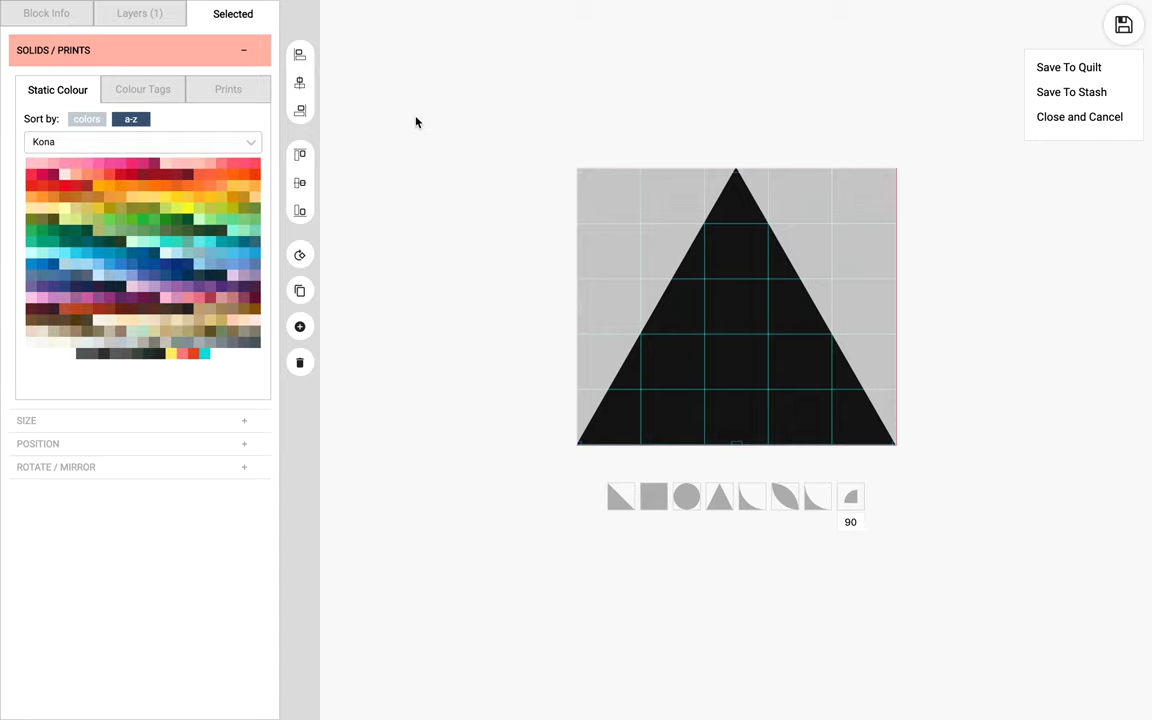 Block Info
Layers (1)
Selected
SOLIDS / PRINTS
Static Colour
Colour Tags
Prints
Sort by:
colors
a-z
Kona
SIZE
POSITION
ROTATE / MIRROR
90
Save To Quilt
Save To Stash
Close and Cancel